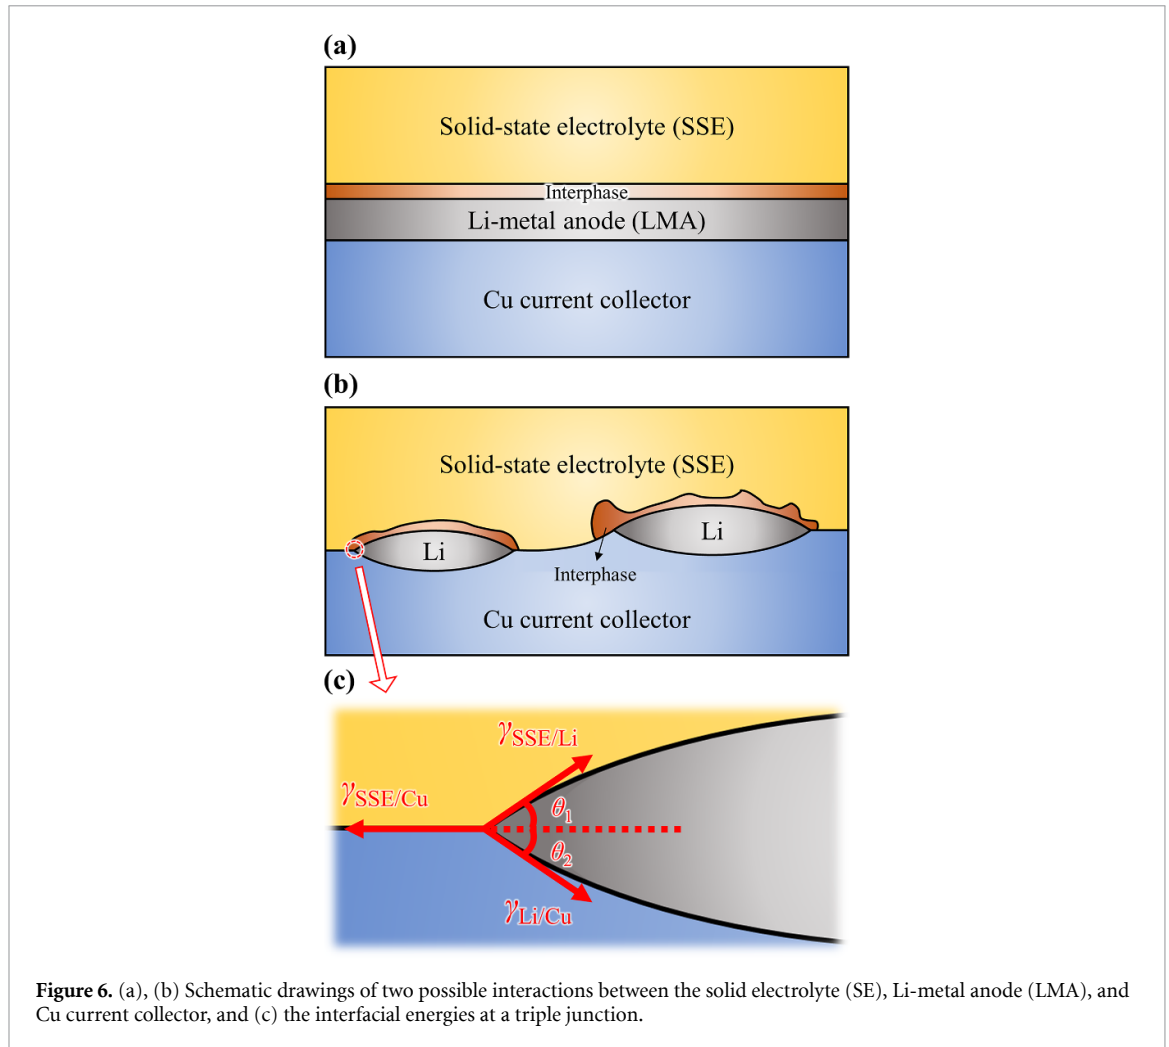 (a)
Solid-state electrolyte (SSE)
Interphase
Li-metal anode (LMA)
Cu current collector
(b)
Solid-state electrolyte (SSE)
Li
Li
Interphase
Cu current collector
(c)
γSSE/Li
γSSE/Cu
θ1
θ2
γLi/Cu
Figure 6. (a), (b) Schematic drawings of two possible interactions between the solid electrolyte (SE), Li-metal anode (LMA), and
Cu current collector, and (c) the interfacial energies at a triple junction.